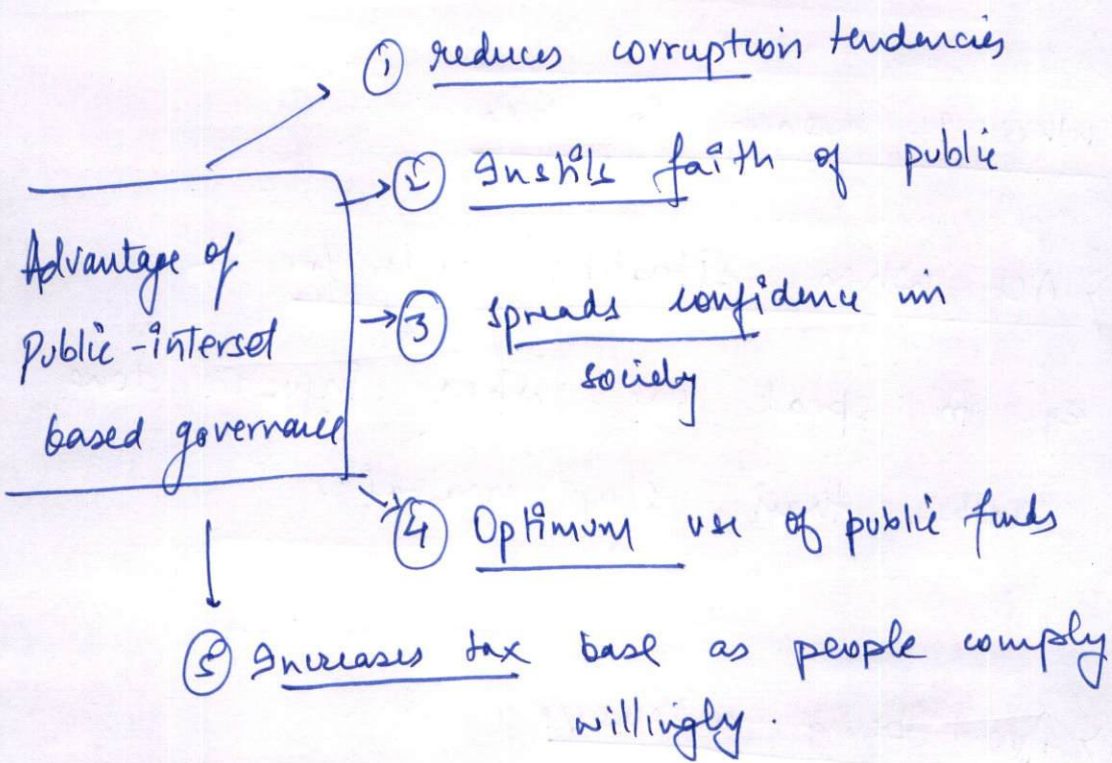 ① reduces corruption tendencies
② Instils faith of public
Advantage of
Public-interset
based governance
③ spreads confidence in
society
④ Optimum use of public funds
⑤ Increases tax base as people comply
willingly.